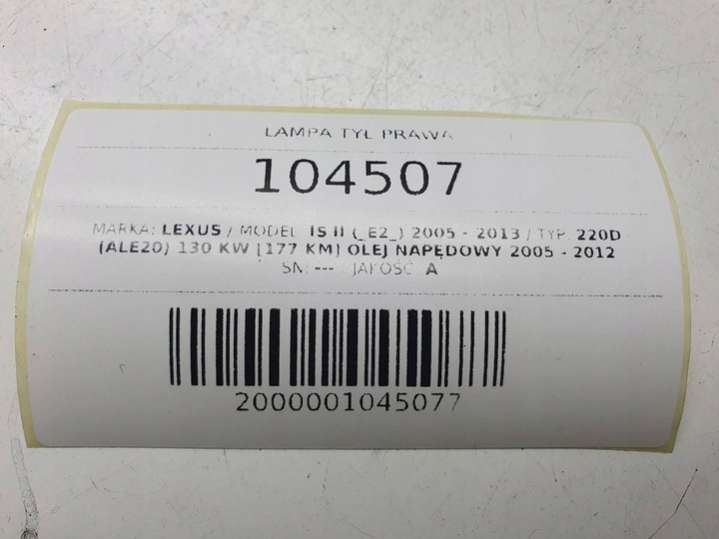 LAMPA TYŁ PRAWA
104507
MARKA: LEXUS / MODEL: IS II (_E2_) 2005 - 2013 / TYP: 220D
(ALE20) 130 KW [177 KM] OLEJ NAPĘDOWY 2005 - 2012
SN: --- JAKOŚĆ: A
2000001045077